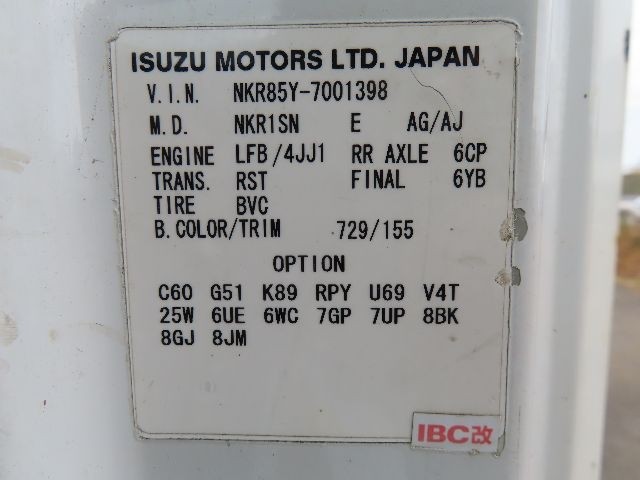 ISUZU MOTORS LTD. JAPAN
V.I.N. NKR85Y-7001398
M.D. NKR1SN E AG/AJ
ENGINE LFB/4JJ1 RR AXLE 6CP
TRANS. RST FINAL 6YB
TIRE BVC
B.COLOR/TRIM 729/155
OPTION
C60 G51 K89 RPY U69 V4T
25W 6UE 6WC 7GP 7UP 8BK
8GJ 8JM
IBC改